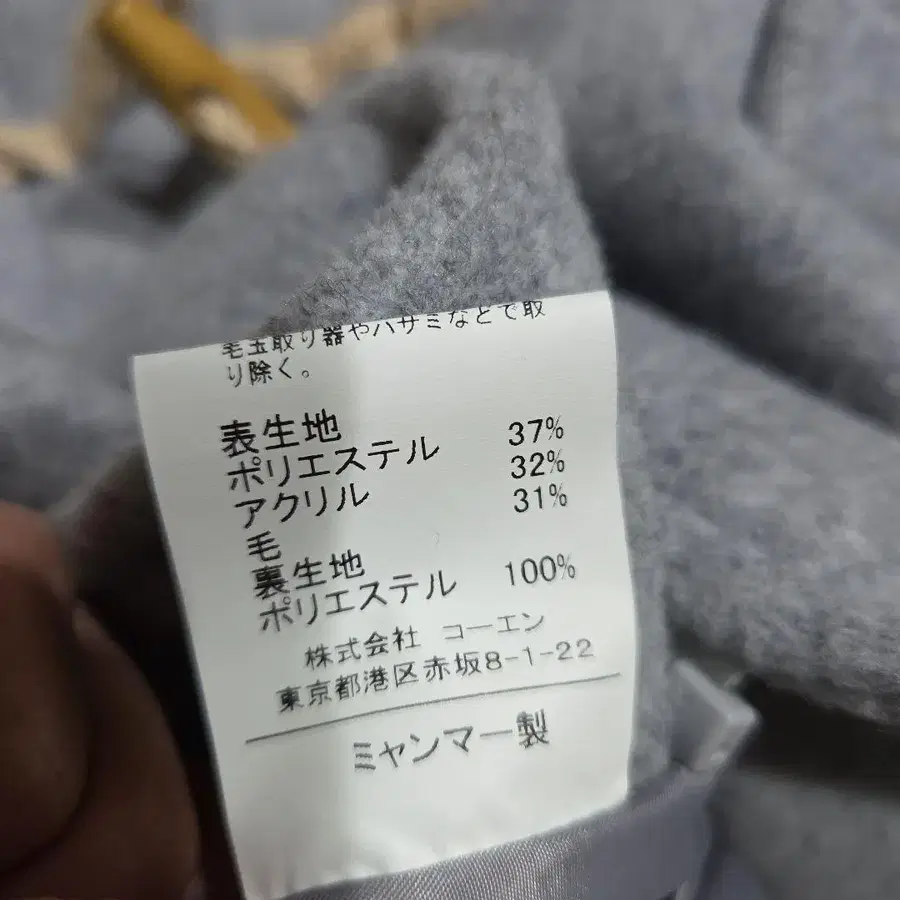 毛玉取り器やハサミなどで取
り除く。
表生地
ポリエステル 37%
アクリル 32%
毛 31%
裏生地
ポリエステル 100%
株式会社 コーエン
東京都港区赤坂8-1-22
ミャンマー製